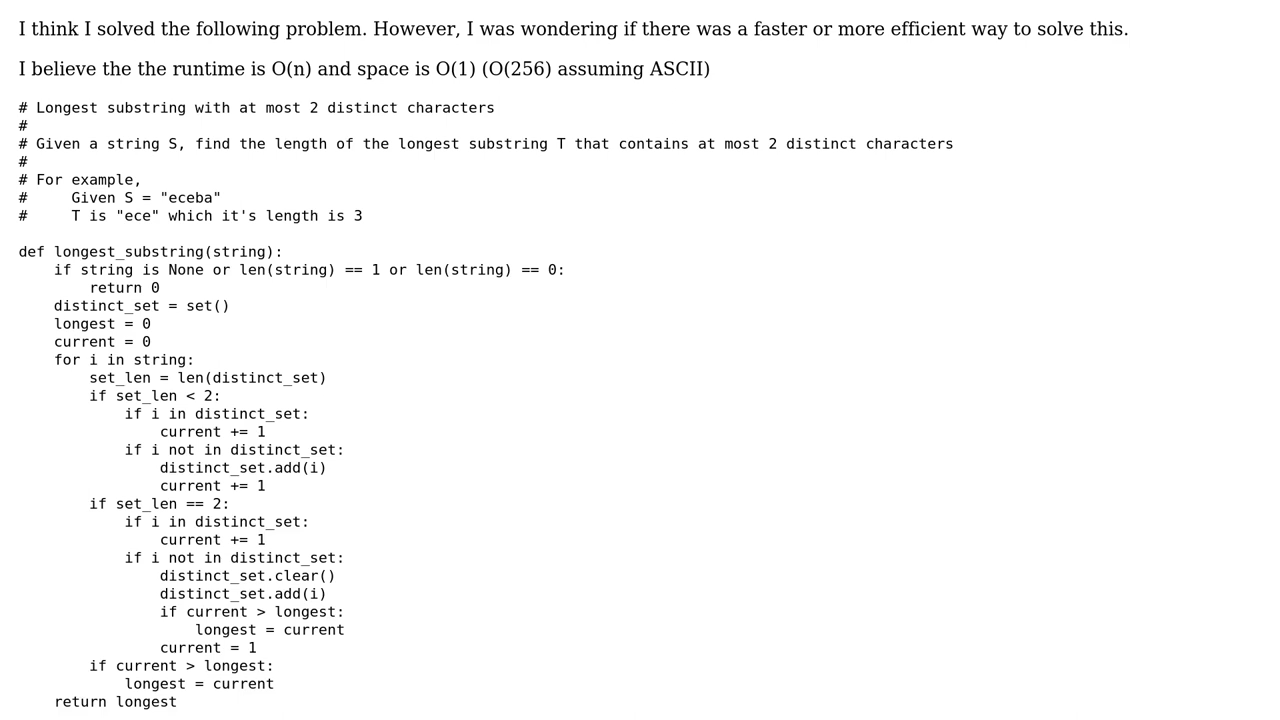 I think I solved the following problem. However, I was wondering if there was a faster or more efficient way to solve this.
I believe the the runtime is O(n) and space is O(1) (O(256) assuming ASCII)
# Longest substring with at most 2 distinct characters
#
# Given a string S, find the length of the longest substring T that contains at most 2 distinct characters
#
# For example,
#     Given S = "eceba"
#     T is "ece" which it's length is 3

def longest_substring(string):
    if string is None or len(string) == 1 or len(string) == 0:
        return 0
    distinct_set = set()
    longest = 0
    current = 0
    for i in string:
        set_len = len(distinct_set)
        if set_len < 2:
            if i in distinct_set:
                current += 1
            if i not in distinct_set:
                distinct_set.add(i)
                current += 1
        if set_len == 2:
            if i in distinct_set:
                current += 1
            if i not in distinct_set:
                distinct_set.clear()
                distinct_set.add(i)
                if current > longest:
                    longest = current
                current = 1
        if current > longest:
            longest = current
    return longest